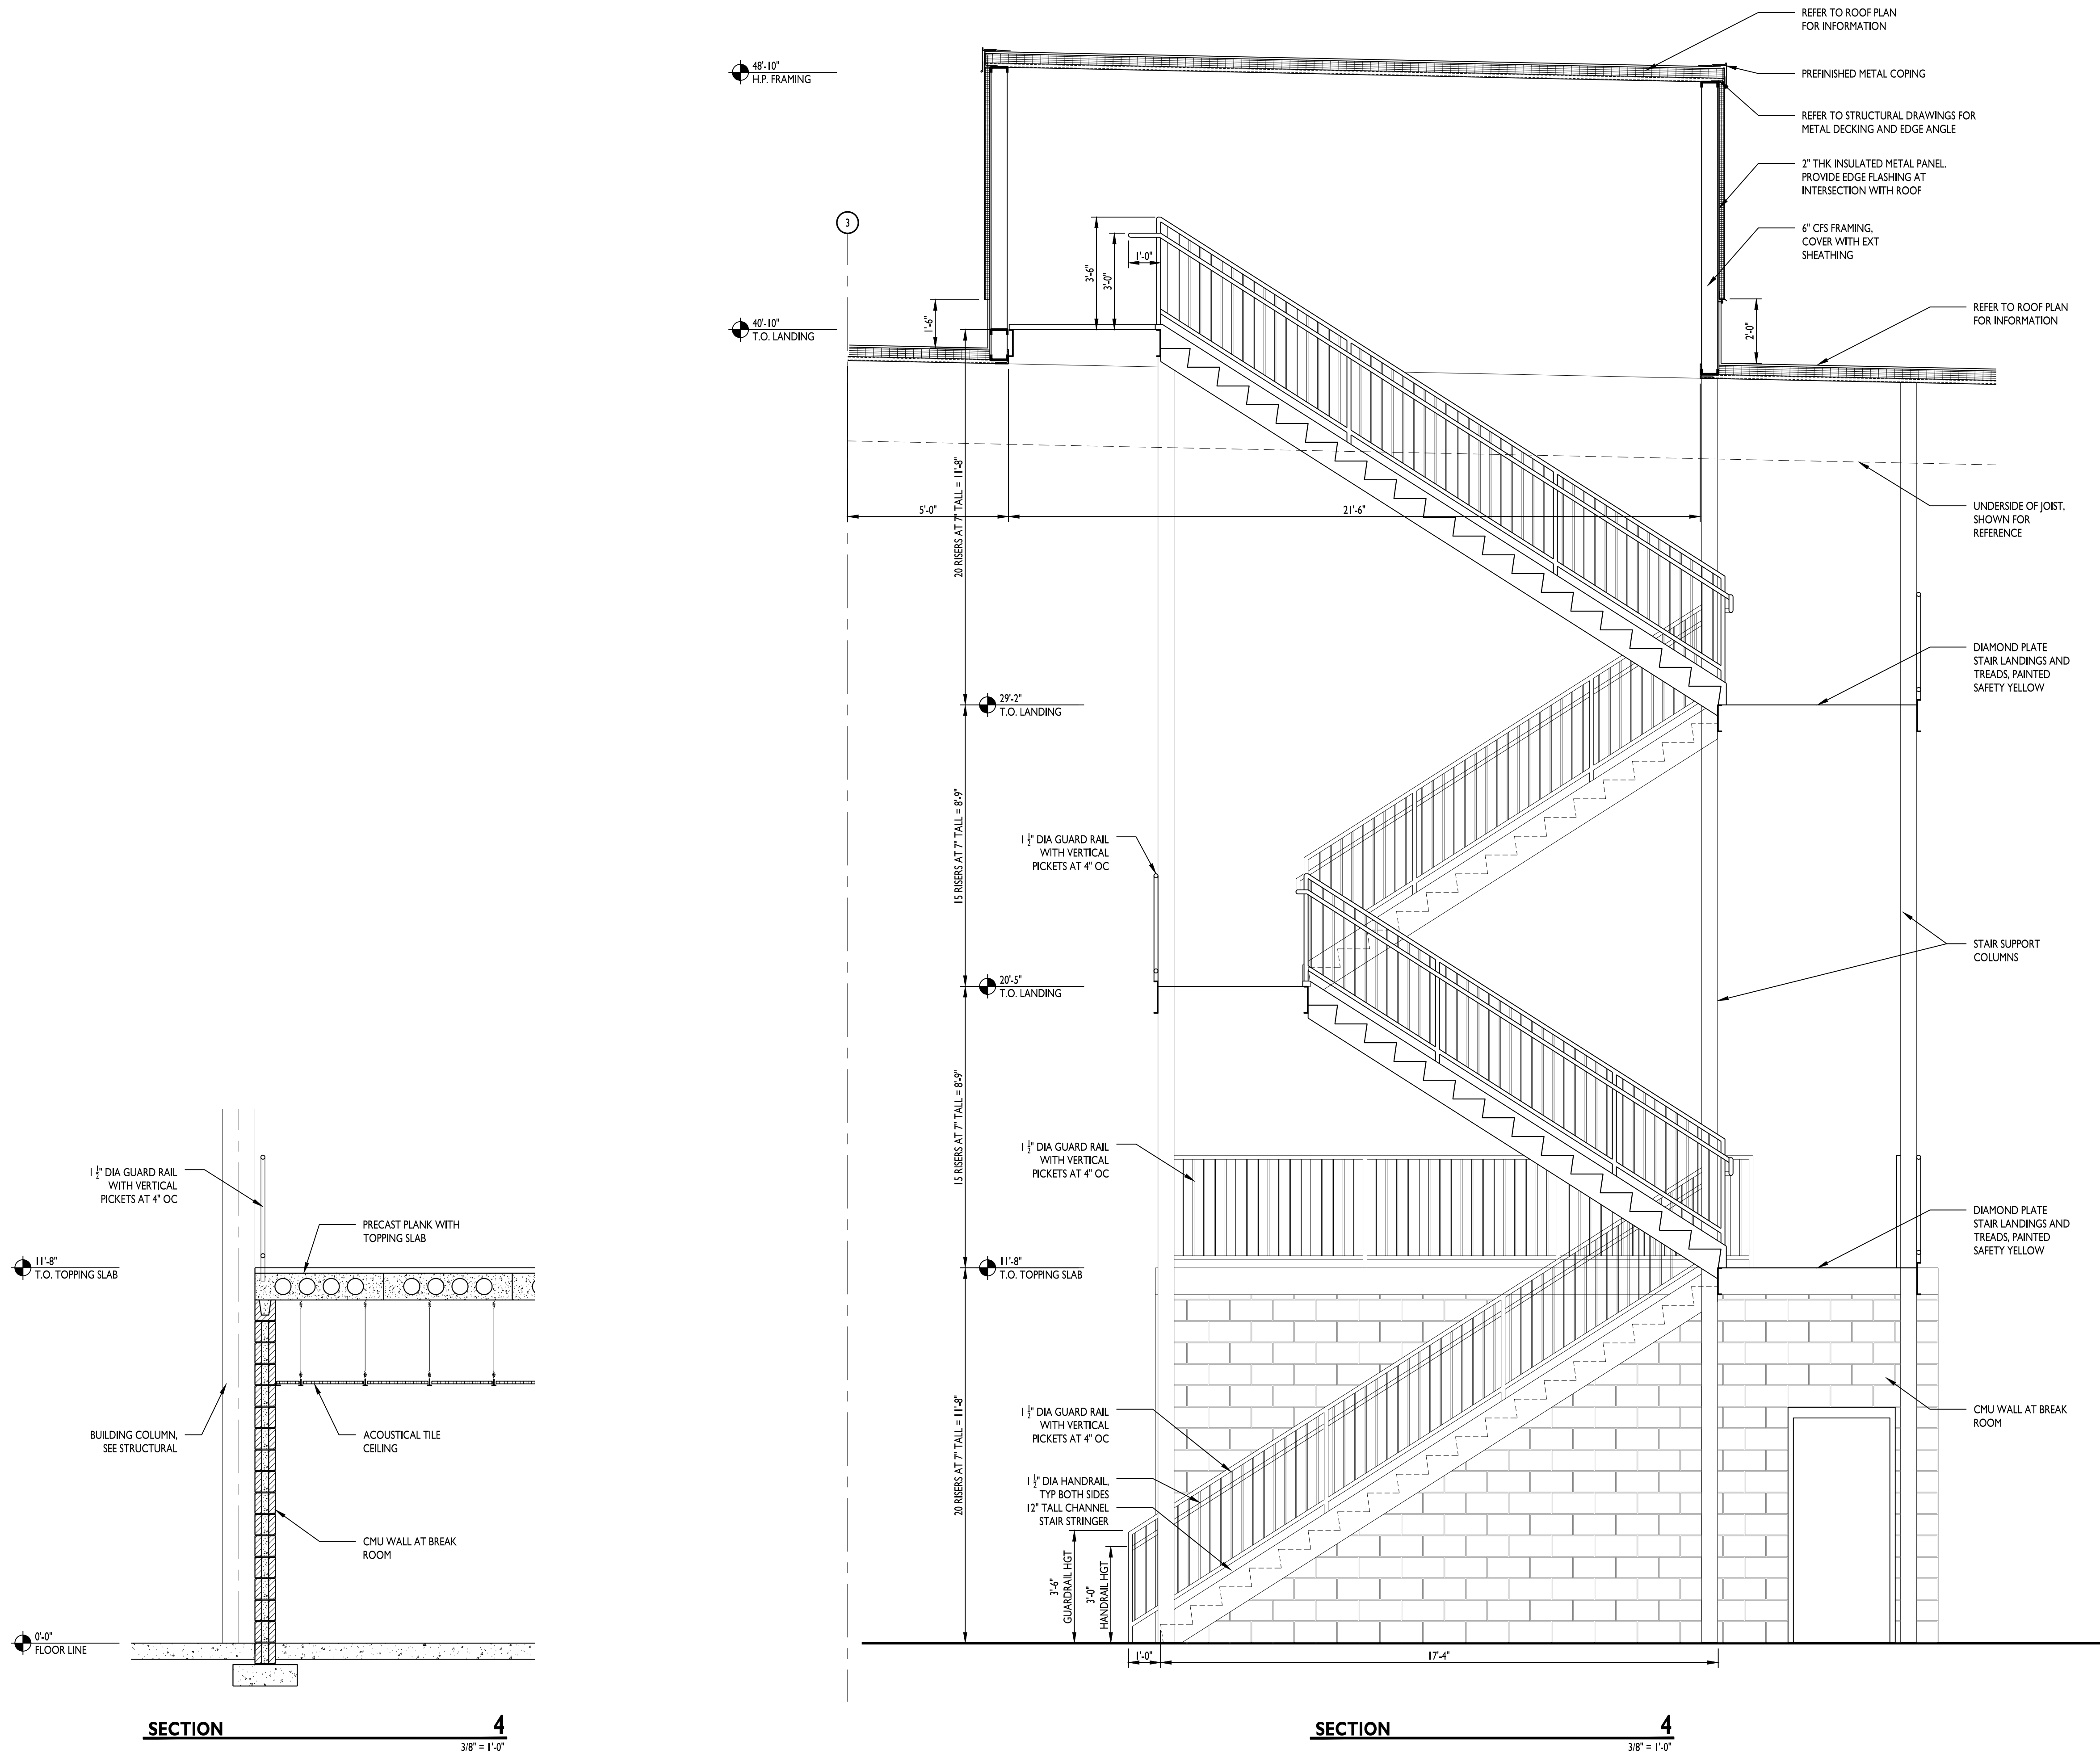 1 1/2" DIA GUARD RAIL
WITH VERTICAL
PICKETS AT 4" OC
PRECAST PLANK WITH
TOPPING SLAB
11'-8"
T.O. TOPPING SLAB
BUILDING COLUMN,
SEE STRUCTURAL
ACOUSTICAL TILE
CEILING
CMU WALL AT BREAK
ROOM
0'-0"
FLOOR LINE
SECTION
4
3/8" = 1'-0"
48'-10"
H.P. FRAMING
3
40'-10"
T.O. LANDING
1'-6"
3'-6"
3'-0"
1'-0"
2'-0"
REFER TO ROOF PLAN
FOR INFORMATION
PREFINISHED METAL COPING
REFER TO STRUCTURAL DRAWINGS FOR
METAL DECKING AND EDGE ANGLE
2" THK INSULATED METAL PANEL.
PROVIDE EDGE FLASHING AT
INTERSECTION WITH ROOF
6" CFS FRAMING,
COVER WITH EXT
SHEATHING
REFER TO ROOF PLAN
FOR INFORMATION
5'-0"
21'-6"
20 RISERS AT 7" TALL = 11'-8"
UNDERSIDE OF JOIST,
SHOWN FOR
REFERENCE
DIAMOND PLATE
STAIR LANDINGS AND
TREADS, PAINTED
SAFETY YELLOW
29'-2"
T.O. LANDING
15 RISERS AT 7" TALL = 8'-9"
1 1/2" DIA GUARD RAIL
WITH VERTICAL
PICKETS AT 4" OC
STAIR SUPPORT
COLUMNS
20'-5"
T.O. LANDING
15 RISERS AT 7" TALL = 8'-9"
1 1/2" DIA GUARD RAIL
WITH VERTICAL
PICKETS AT 4" OC
DIAMOND PLATE
STAIR LANDINGS AND
TREADS, PAINTED
SAFETY YELLOW
11'-8"
T.O. TOPPING SLAB
20 RISERS AT 7" TALL = 11'-8"
1 1/2" DIA GUARD RAIL
WITH VERTICAL
PICKETS AT 4" OC
1 1/2" DIA HANDRAIL,
TYP BOTH SIDES
12" TALL CHANNEL
STAIR STRINGER
CMU WALL AT BREAK
ROOM
3'-6"
GUARDRAIL HGT
3'-0"
HANDRAIL HGT
1'-0"
17'-4"
SECTION
4
3/8" = 1'-0"